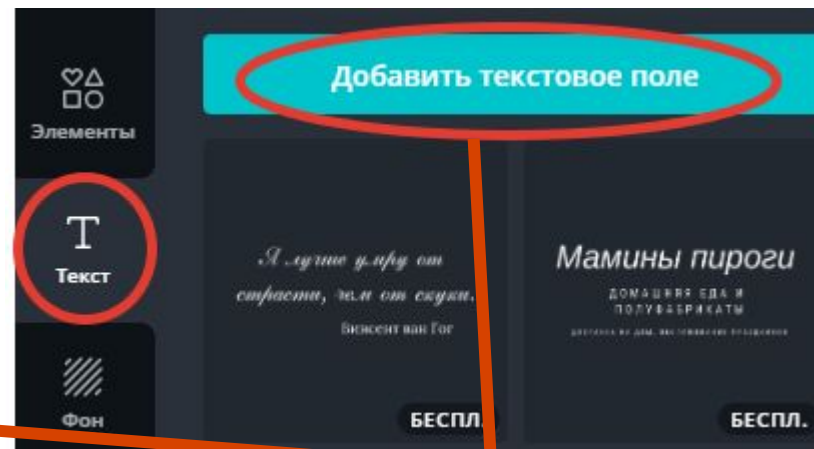 Добавить текстовое поле
Элементы
Текст
Я лучше умру от
страсти, чем от скуки.
Винсент ван Гог
Мамины пироги
ДОМАШНЯЯ ЕДА И
ПОЛУФАБРИКАТЫ
Фон
БЕСПЛ.
БЕСПЛ.